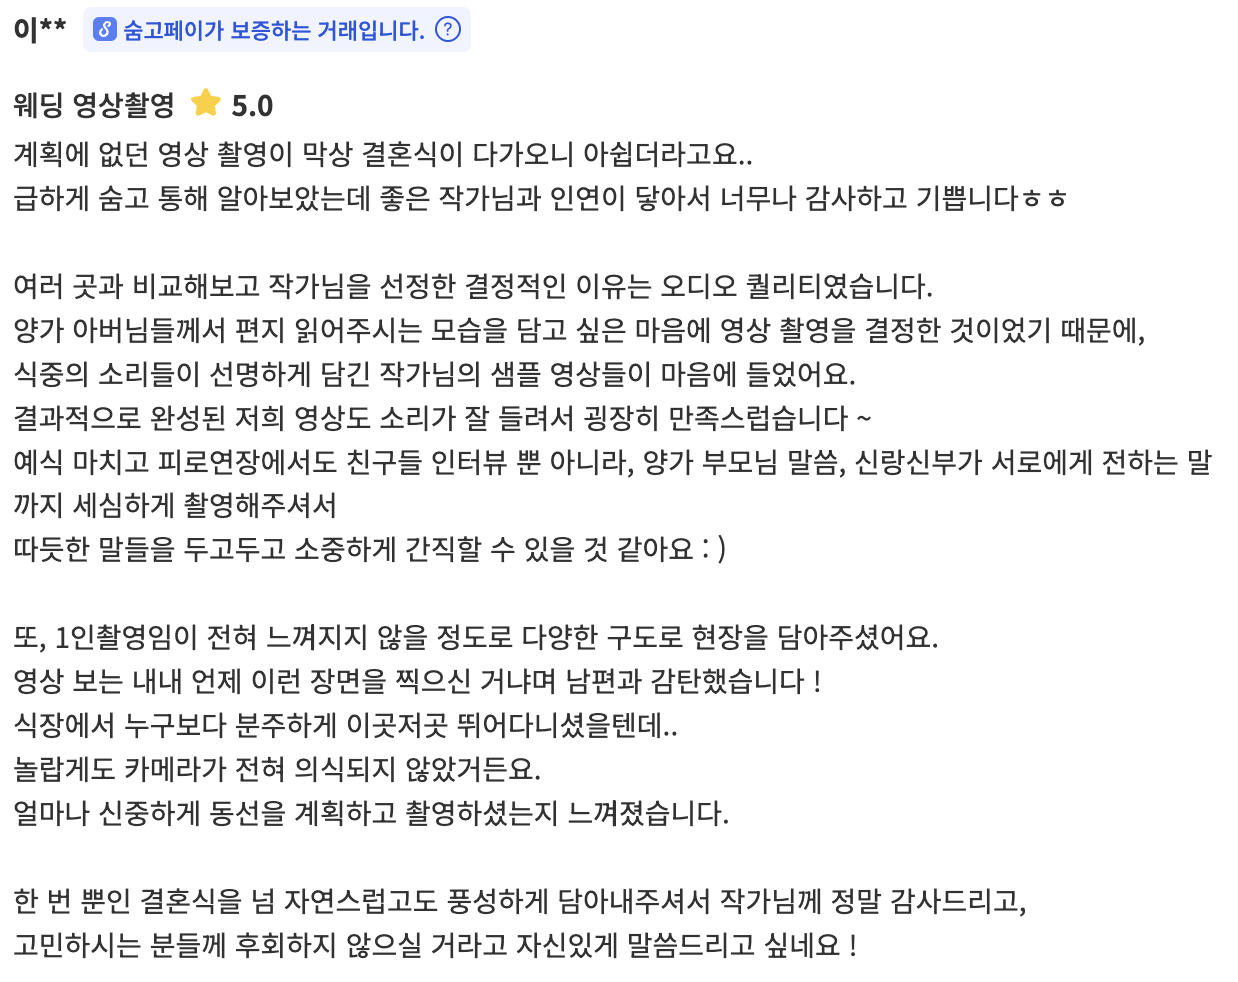 이** 숨고페이가 보증하는 거래입니다. ?
웨딩 영상촬영 5.0
계획에 없던 영상 촬영이 막상 결혼식이 다가오니 아쉽더라고요..
급하게 숨고 통해 알아보았는데 좋은 작가님과 인연이 닿아서 너무나 감사하고 기쁩니다ㅎㅎ
여러 곳과 비교해보고 작가님을 선정한 결정적인 이유는 오디오 퀄리티였습니다.
양가 아버님들께서 편지 읽어주시는 모습을 담고 싶은 마음에 영상 촬영을 결정한 것이었기 때문에,
식중의 소리들이 선명하게 담긴 작가님의 샘플 영상들이 마음에 들었어요.
결과적으로 완성된 저희 영상도 소리가 잘 들려서 굉장히 만족스럽습니다 ~
예식 마치고 피로연장에서도 친구들 인터뷰 뿐 아니라, 양가 부모님 말씀, 신랑신부가 서로에게 전하는 말
까지 세심하게 촬영해주셔서
따듯한 말들을 두고두고 소중하게 간직할 수 있을 것 같아요 : )
또, 1인촬영임이 전혀 느껴지지 않을 정도로 다양한 구도로 현장을 담아주셨어요.
영상 보는 내내 언제 이런 장면을 찍으신 거냐며 남편과 감탄했습니다 !
식장에서 누구보다 분주하게 이곳저곳 뛰어다니셨을텐데..
놀랍게도 카메라가 전혀 의식되지 않았거든요.
얼마나 신중하게 동선을 계획하고 촬영하셨는지 느껴졌습니다.
한 번 뿐인 결혼식을 넘 자연스럽고도 풍성하게 담아내주셔서 작가님께 정말 감사드리고,
고민하시는 분들께 후회하지 않으실 거라고 자신있게 말씀드리고 싶네요 !